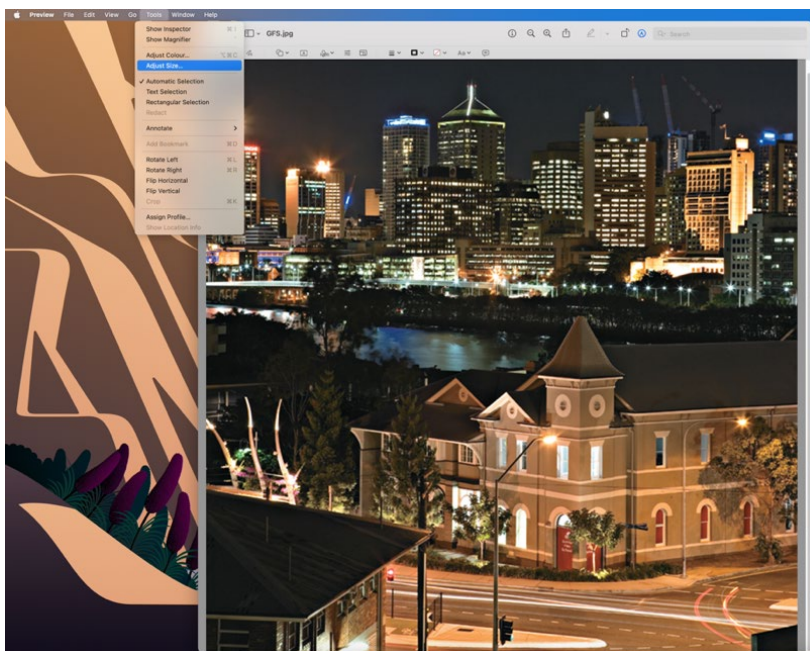 Preview File Edit View Go Tools Window Help
Show Inspector ⌘ I
Show Magnifier
Adjust Colour... ⌥⌘C
Adjust Size...
✓ Automatic Selection
Text Selection
Rectangular Selection
Redact
Annotate >
Add Bookmark ⌘D
Rotate Left ⌘L
Rotate Right ⌘R
Flip Horizontal
Flip Vertical
Crop ⌘K
Assign Profile...
Show Location Info
GFS.jpg
Search
Aa